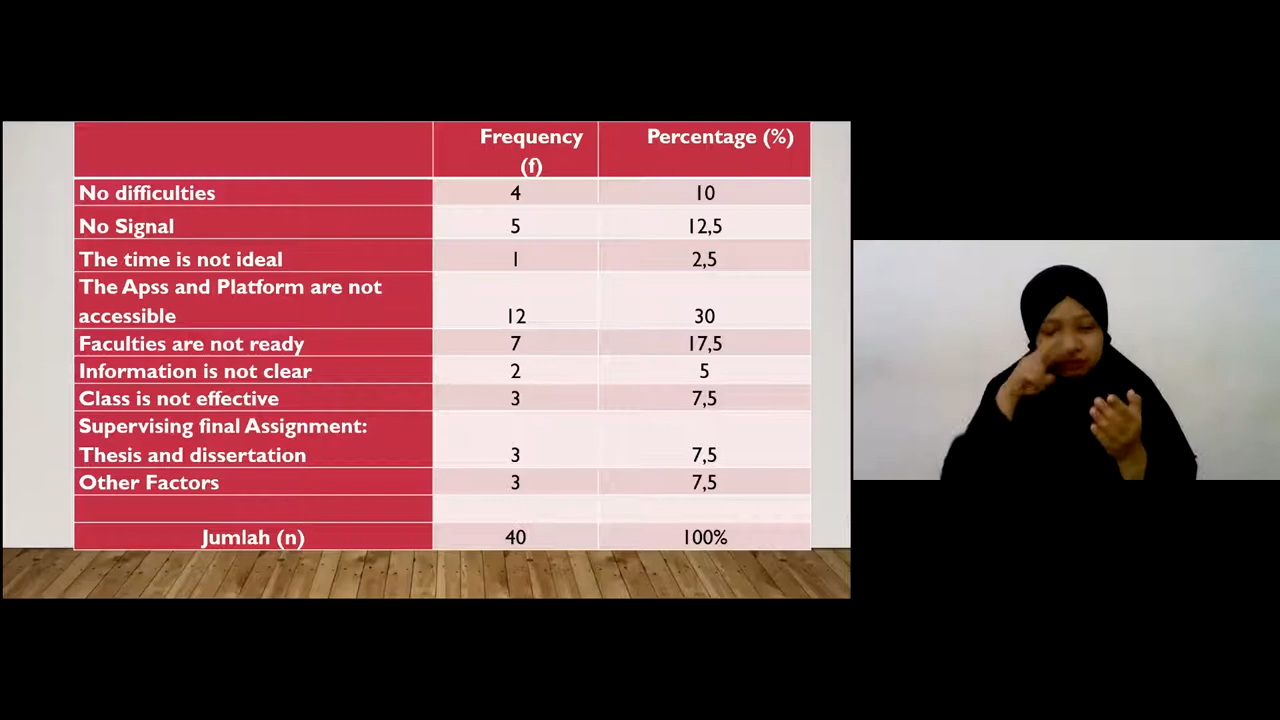 Frequency Percentage (%)
(f)
No difficulties 4 10
No Signal 5 12,5
The time is not ideal 1 2,5
The Apss and Platform are not
accessible 12 30
Faculties are not ready 7 17,5
Information is not clear 2 5
Class is not effective 3 7,5
Supervising final Assignment:
Thesis and dissertation 3 7,5
Other Factors 3 7,5
Jumlah (n) 40 100%